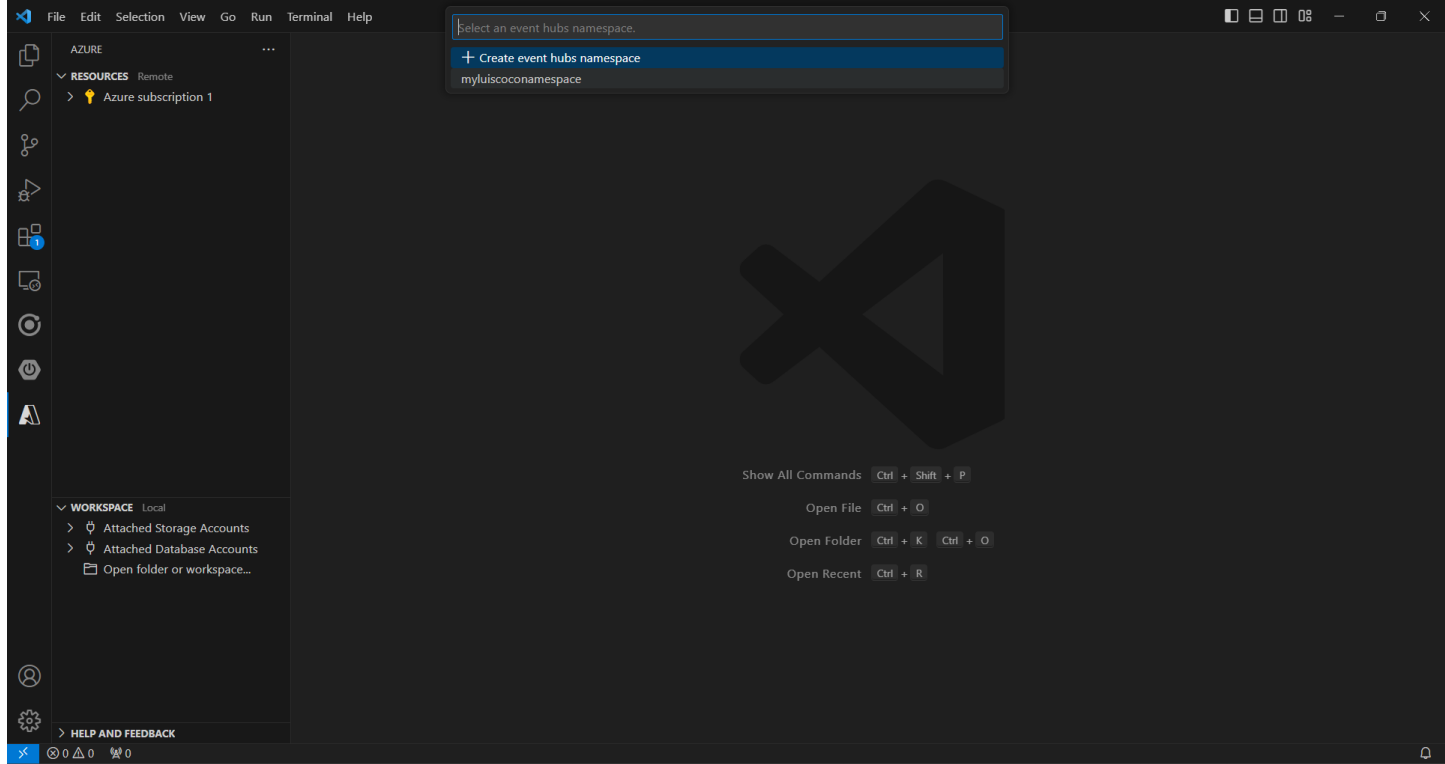 File Edit Selection View Go Run Terminal Help
Select an event hubs namespace.
+ Create event hubs namespace
myluiscoconamespace
AZURE
RESOURCES Remote
Azure subscription 1
1
Show All Commands Ctrl + Shift + P
Open File Ctrl + O
Open Folder Ctrl + K Ctrl + O
Open Recent Ctrl + R
WORKSPACE Local
Attached Storage Accounts
Attached Database Accounts
Open folder or workspace...
HELP AND FEEDBACK
0 0 0